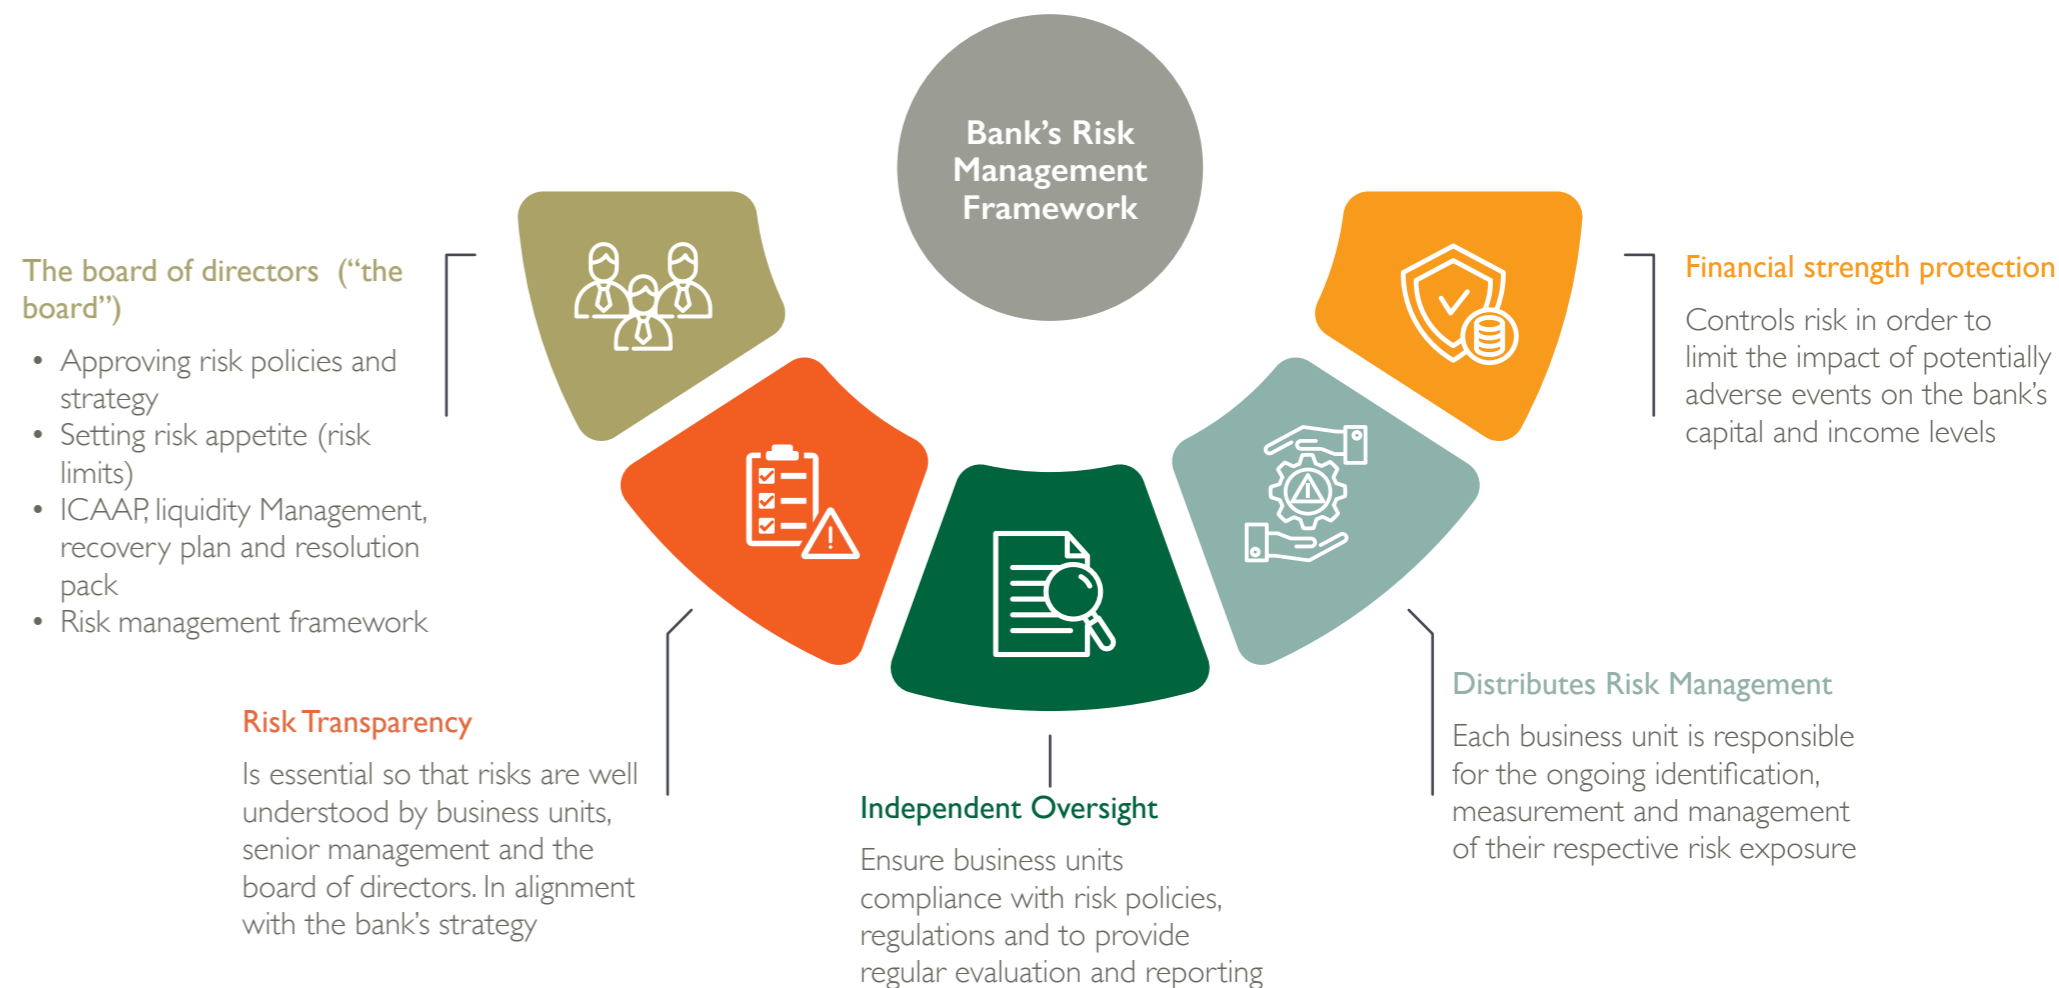 Bank's Risk
Management
Framework
The board of directors (“the
board”)
• Approving risk policies and
strategy
• Setting risk appetite (risk
limits)
• ICAAP, liquidity Management,
recovery plan and resolution
pack
• Risk management framework
Risk Transparency
Is essential so that risks are well
understood by business units,
senior management and the
board of directors. In alignment
with the bank's strategy
Independent Oversight
Ensure business units
compliance with risk policies,
regulations and to provide
regular evaluation and reporting
Distributes Risk Management
Each business unit is responsible
for the ongoing identification,
measurement and management
of their respective risk exposure
Financial strength protection
Controls risk in order to
limit the impact of potentially
adverse events on the bank's
capital and income levels